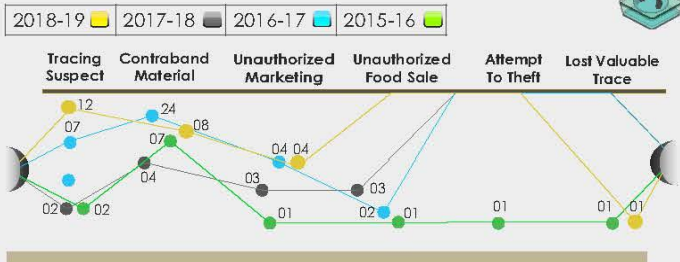 2018-19 2017-18 2016-17 2015-16
Tracing Contraband Unauthorized Unauthorized Attempt Lost Valuable
Suspect Material Marketing Food Sale To Theft Trace
12 24
07 07 08
04 04 04
02 02 03 03
01 02 01 01 01 01